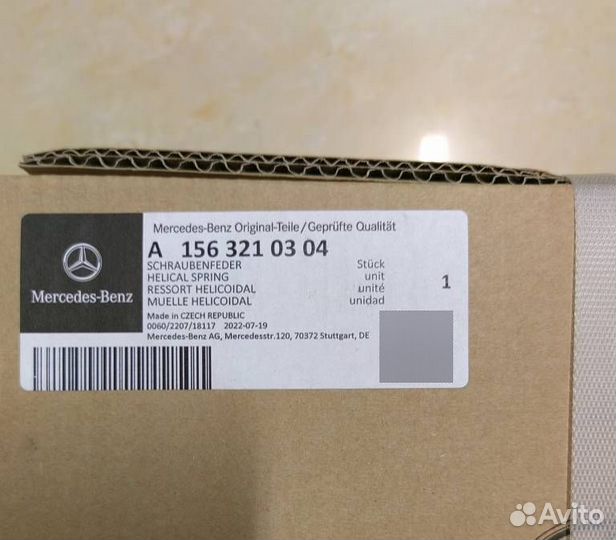 Mercedes-Benz Original-Teile/Geprüfte Qualität
A 156 321 03 04
SCHRAUBENFEDER Stück
HELICAL SPRING unit
RESSORT HELICOIDAL unité 1
MUELLE HELICOIDAL unidad
Made in CZECH REPUBLIC
0060/2207/18117 2022-07-19
Mercedes-Benz AG, Mercedesstr.120, 70372 Stuttgart, DE
Mercedes-Benz
Avito